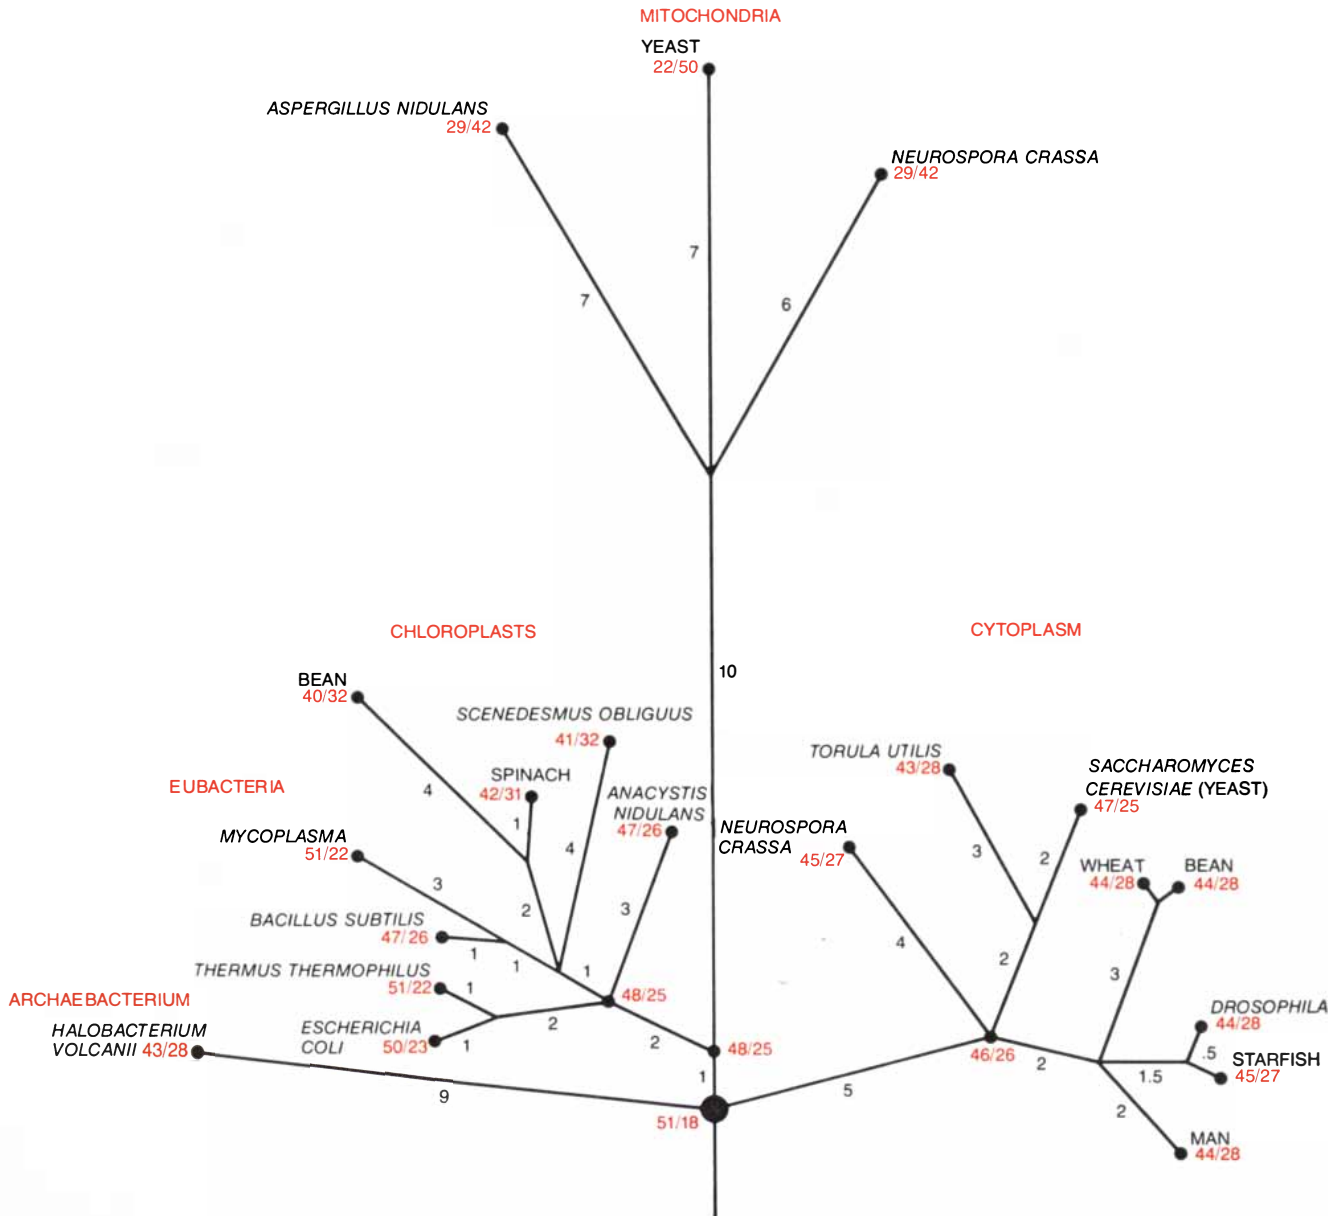 MITOCHONDRIA
YEAST
22/50
ASPERGILLUS NIDULANS
29/42
NEUROSPORA CRASSA
29/42
7
7
6
10
CHLOROPLASTS
BEAN
40/32
SCENEDESMUS OBLIGUUS
41/32
SPINACH
42/31
ANACYSTIS
NIDULANS
47/26
4
1
4
2
3
EUBACTERIA
MYCOPLASMA
51/22
3
BACILLUS SUBTILIS
47/26
1
1
1
THERMUS THERMOPHILUS
51/22
1
48/25
ESCHERICHIA
COLI 50/23
1
2
2
48/25
1
ARCHAEBACTERIUM
HALOBACTERIUM
VOLCANII 43/28
9
51/18
CYTOPLASM
TORULA UTILIS
43/28
SACCHAROMYCES
CEREVISIAE (YEAST)
47/25
NEUROSPORA
CRASSA
45/27
3
2
WHEAT
44/28
BEAN
44/28
4
2
3
46/26
5
2
DROSOPHILA
44/28
.5
STARFISH
45/27
1.5
2
MAN
44/28